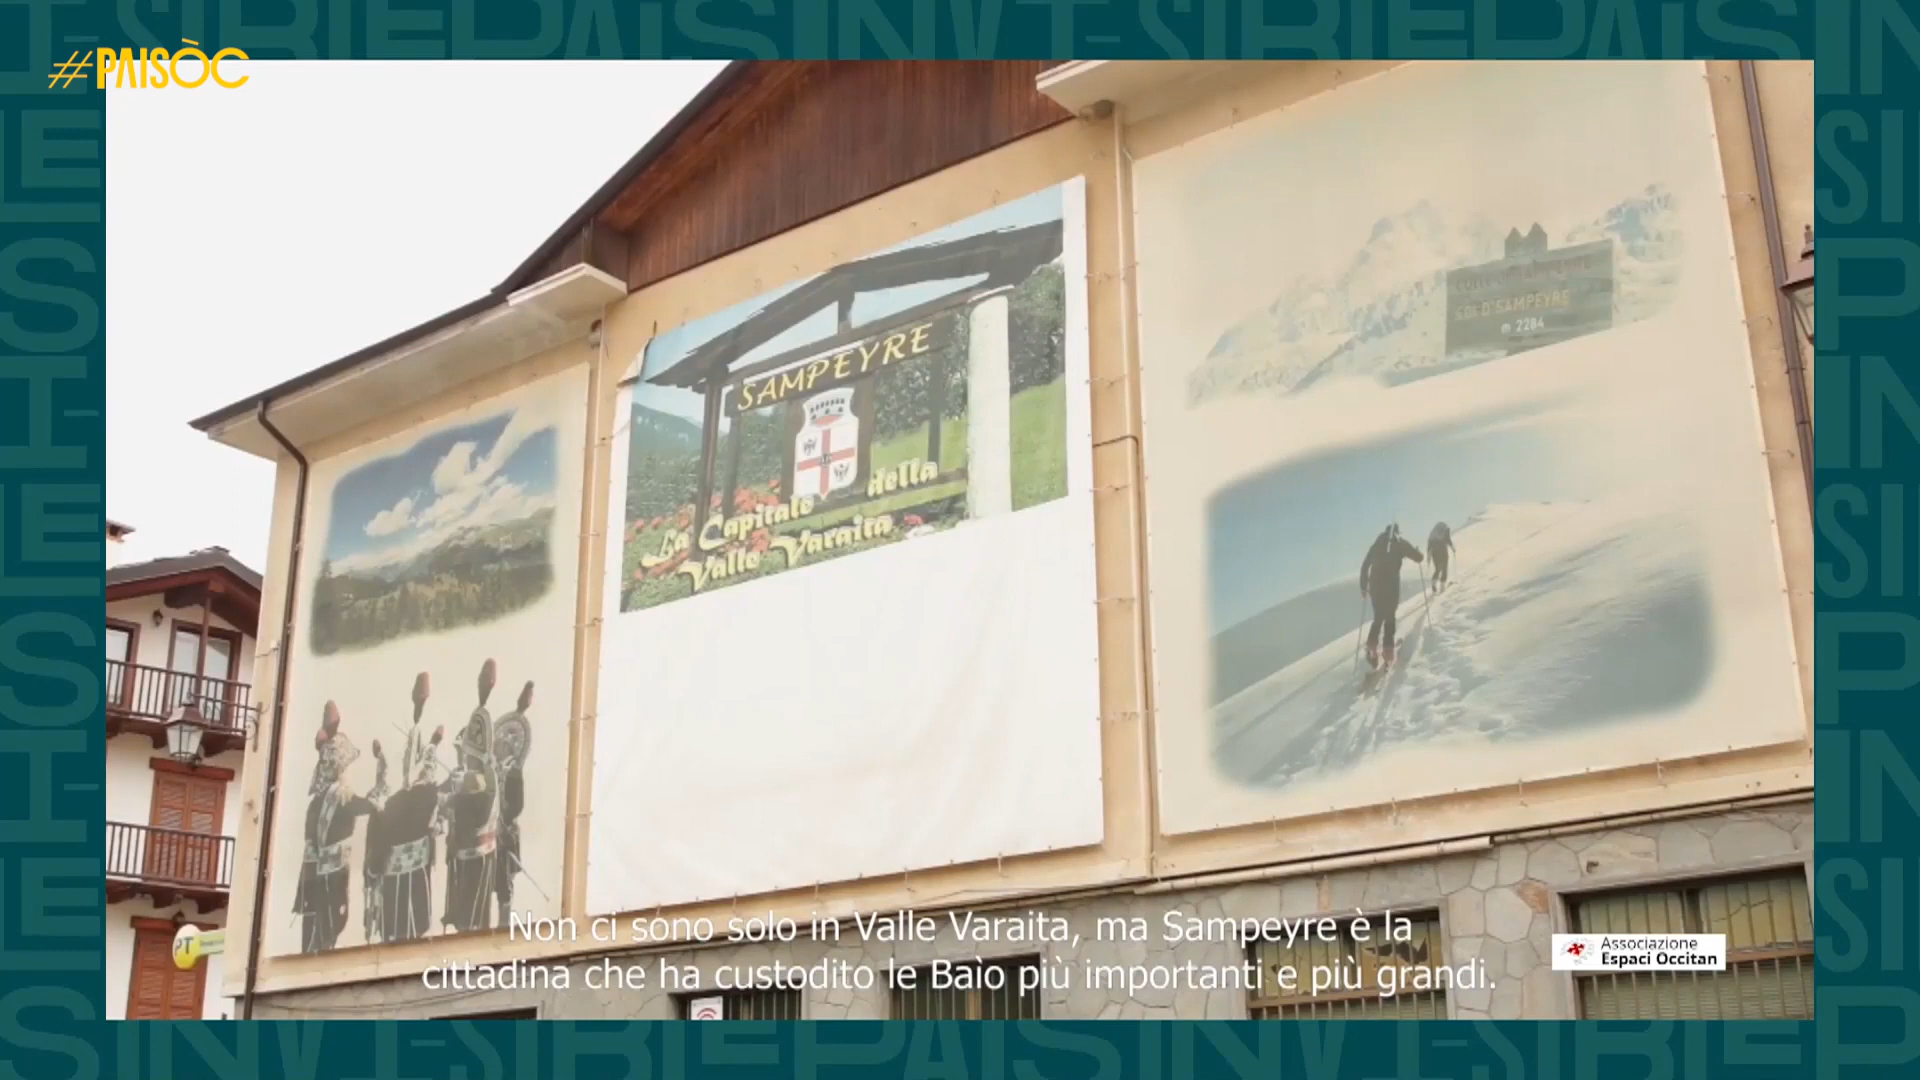 #PAISÒC
SAMPEYRE
La Capitale della
Valle Varaita
COL D'SAMPEYRE
m 2284
PT
Non ci sono solo in Valle Varaita, ma Sampeyre è la
cittadina che ha custodito le Baìo più importanti e più grandi.
Associazione
Espaci Occitan